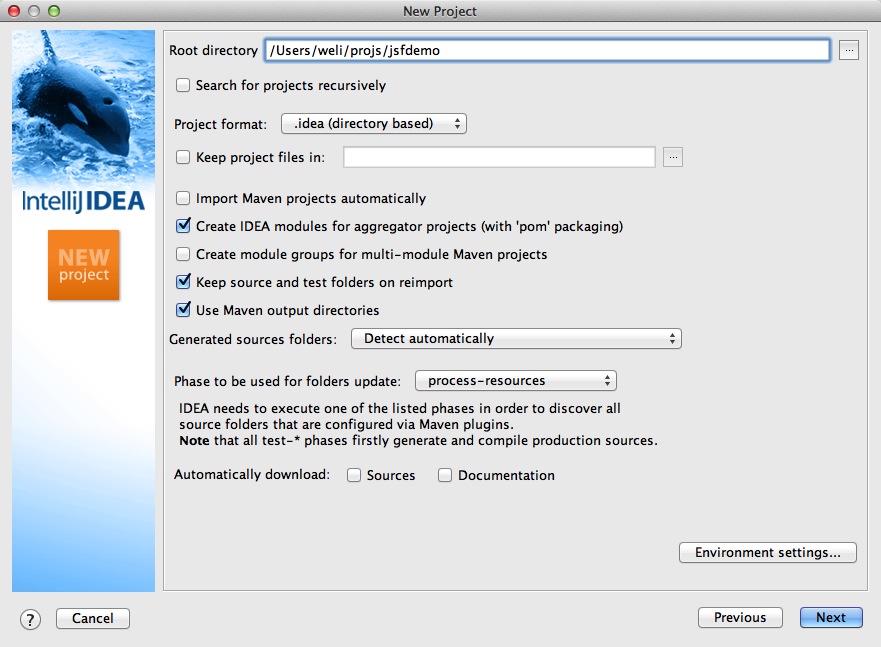 New Project
IntelliJIDEA
NEW
project
Root directory /Users/weli/projs/jsfdemo ...
Search for projects recursively
Project format: .idea (directory based)
Keep project files in: ...
Import Maven projects automatically
Create IDEA modules for aggregator projects (with 'pom' packaging)
Create module groups for multi-module Maven projects
Keep source and test folders on reimport
Use Maven output directories
Generated sources folders: Detect automatically
Phase to be used for folders update: process-resources
IDEA needs to execute one of the listed phases in order to discover all
source folders that are configured via Maven plugins.
Note that all test-* phases firstly generate and compile production sources.
Automatically download: Sources Documentation
Environment settings...
? Cancel Previous Next